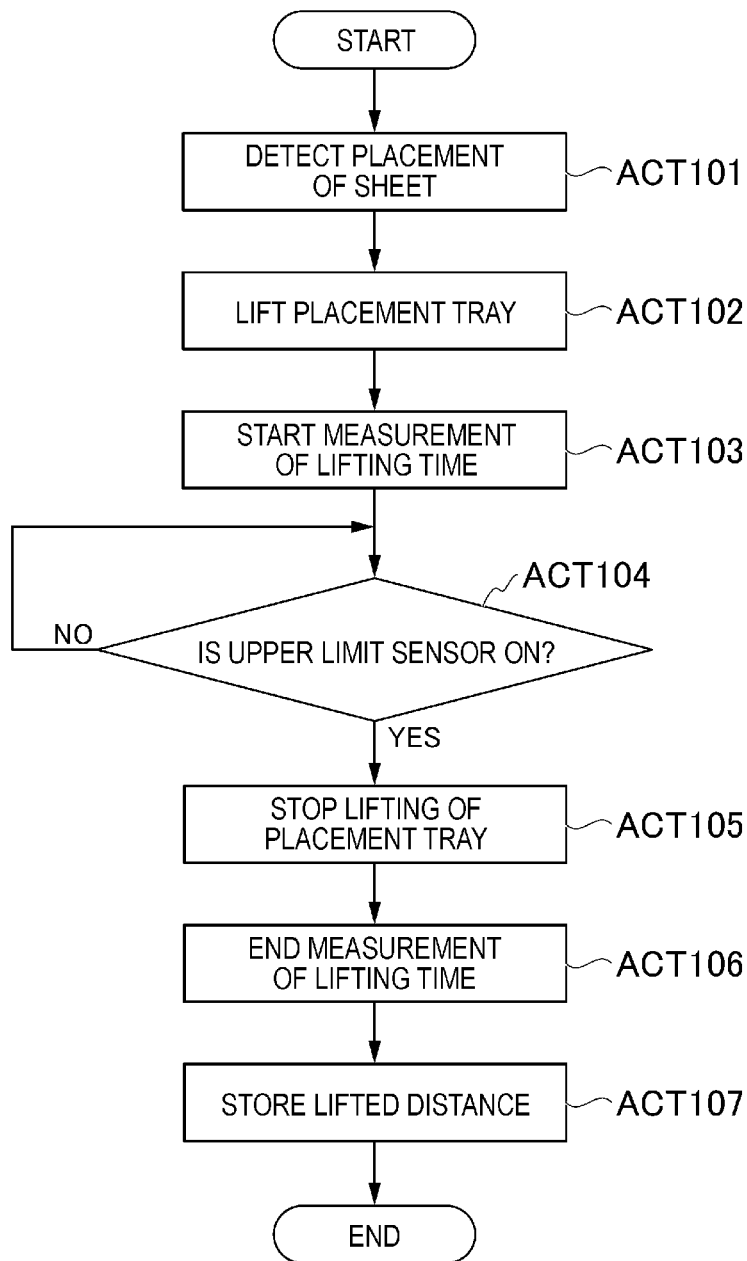 START
DETECT PLACEMENT
OF SHEET
ACT101
LIFT PLACEMENT TRAY
ACT102
START MEASUREMENT
OF LIFTING TIME
ACT103
ACT104
NO
IS UPPER LIMIT SENSOR ON?
YES
STOP LIFTING OF
PLACEMENT TRAY
ACT105
END MEASUREMENT
OF LIFTING TIME
ACT106
STORE LIFTED DISTANCE
ACT107
END